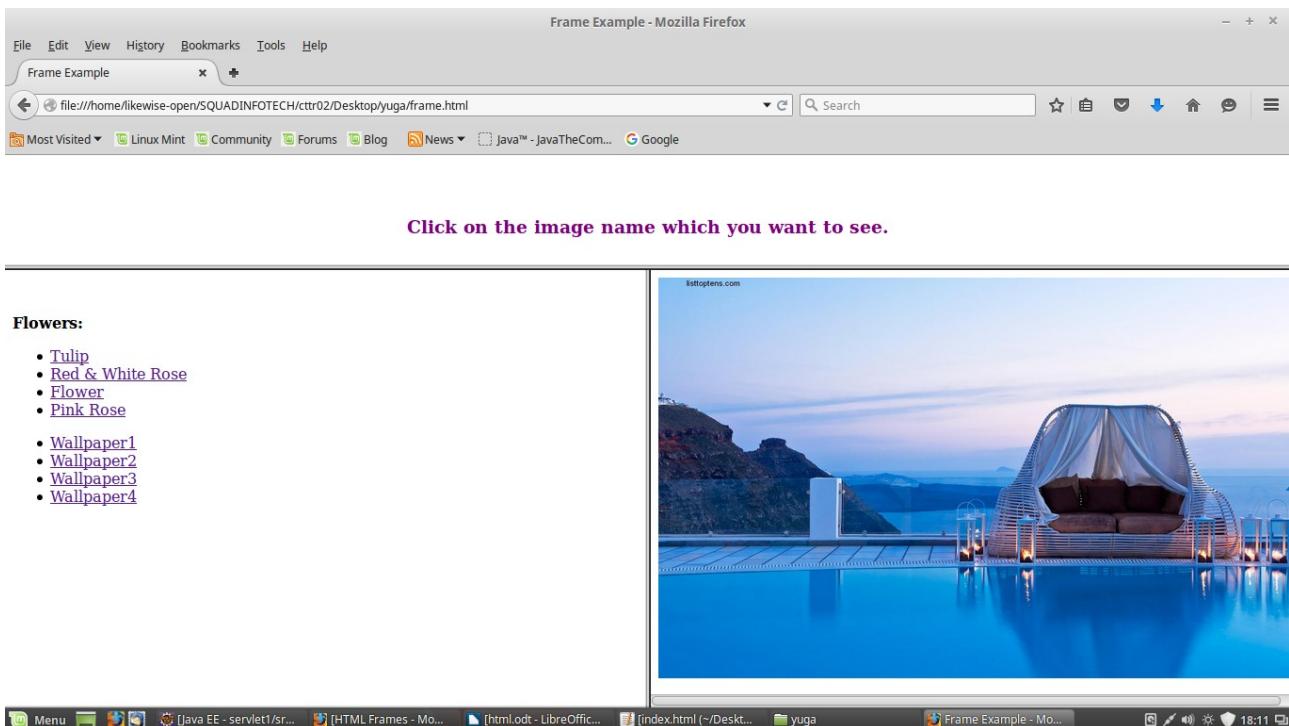 Frame Example - Mozilla Firefox
File Edit View History Bookmarks Tools Help
Frame Example
file:///home/likewise-open/SQUADINFOTECH/cttr02/Desktop/yuga/frame.html Search
Most Visited Linux Mint Community Forums Blog News Java™ - JavaTheCom... Google
Click on the image name which you want to see.
listtoptens.com
Flowers:
• Tulip
• Red & White Rose
• Flower
• Pink Rose
• Wallpaper1
• Wallpaper2
• Wallpaper3
• Wallpaper4
Menu [Java EE - servlet1/sr... [HTML Frames - Mo... [html.odt - LibreOffic... [index.html (~/Deskt... yuga Frame Example - Mo... 18:11